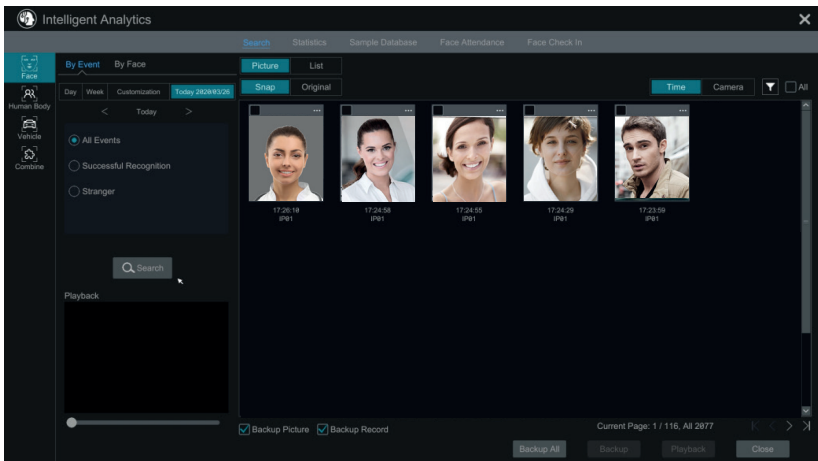 Intelligent Analytics
Search Statistics Sample Database Face Attendance Face Check In
Face
Human Body
Vehicle
Combine
By Event By Face
Day Week Customization Today 2020/03/26
< Today >
All Events
Successful Recognition
Stranger
Search
Playback
Picture List
Snap Original
Time Camera All
17:26:10 17:24:58 17:24:55 17:24:29 17:23:59
IP01 IP01 IP01 IP01 IP01
Backup Picture Backup Record
Current Page: 1 / 116, All 2077
Backup All Backup Playback Close